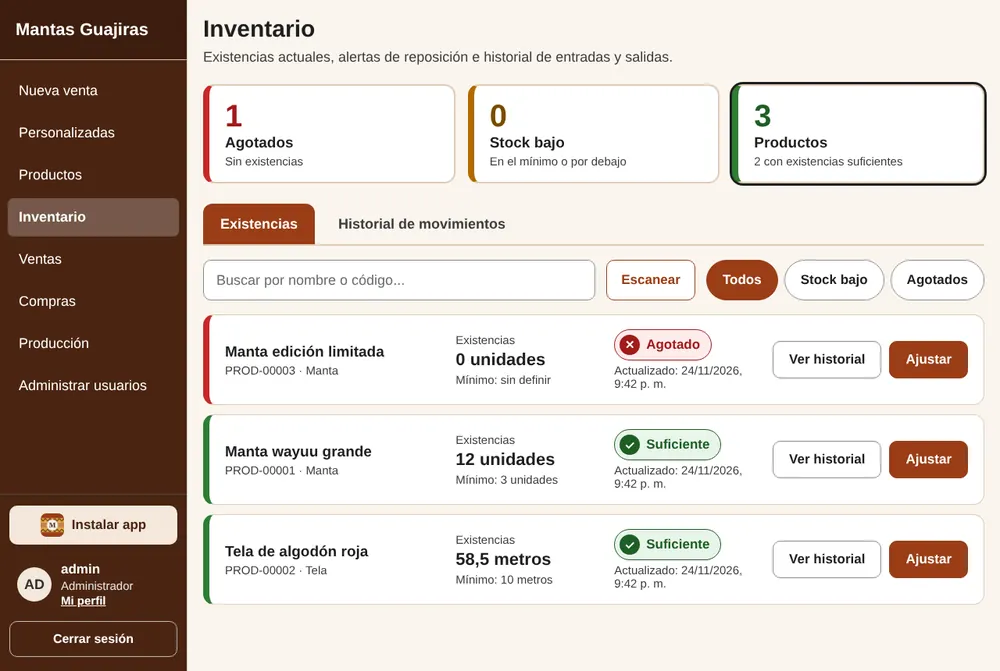 Mantas Guajiras
Nueva venta
Personalizadas
Productos
Inventario
Ventas
Compras
Producción
Administrar usuarios
M
Instalar app
AD
admin
Administrador
Mi perfil
Cerrar sesión
Inventario
Existencias actuales, alertas de reposición e historial de entradas y salidas.
1
Agotados
Sin existencias
0
Stock bajo
En el mínimo o por debajo
3
Productos
2 con existencias suficientes
Existencias
Historial de movimientos
Buscar por nombre o código...
Escanear
Todos
Stock bajo
Agotados
Manta edición limitada
PROD-00003 · Manta
Existencias
0 unidades
Mínimo: sin definir
Agotado
Actualizado: 24/11/2026,
9:42 p. m.
Ver historial
Ajustar
Manta wayuu grande
PROD-00001 · Manta
Existencias
12 unidades
Mínimo: 3 unidades
Suficiente
Actualizado: 24/11/2026,
9:42 p. m.
Ver historial
Ajustar
Tela de algodón roja
PROD-00002 · Tela
Existencias
58,5 metros
Mínimo: 10 metros
Suficiente
Actualizado: 24/11/2026,
9:42 p. m.
Ver historial
Ajustar